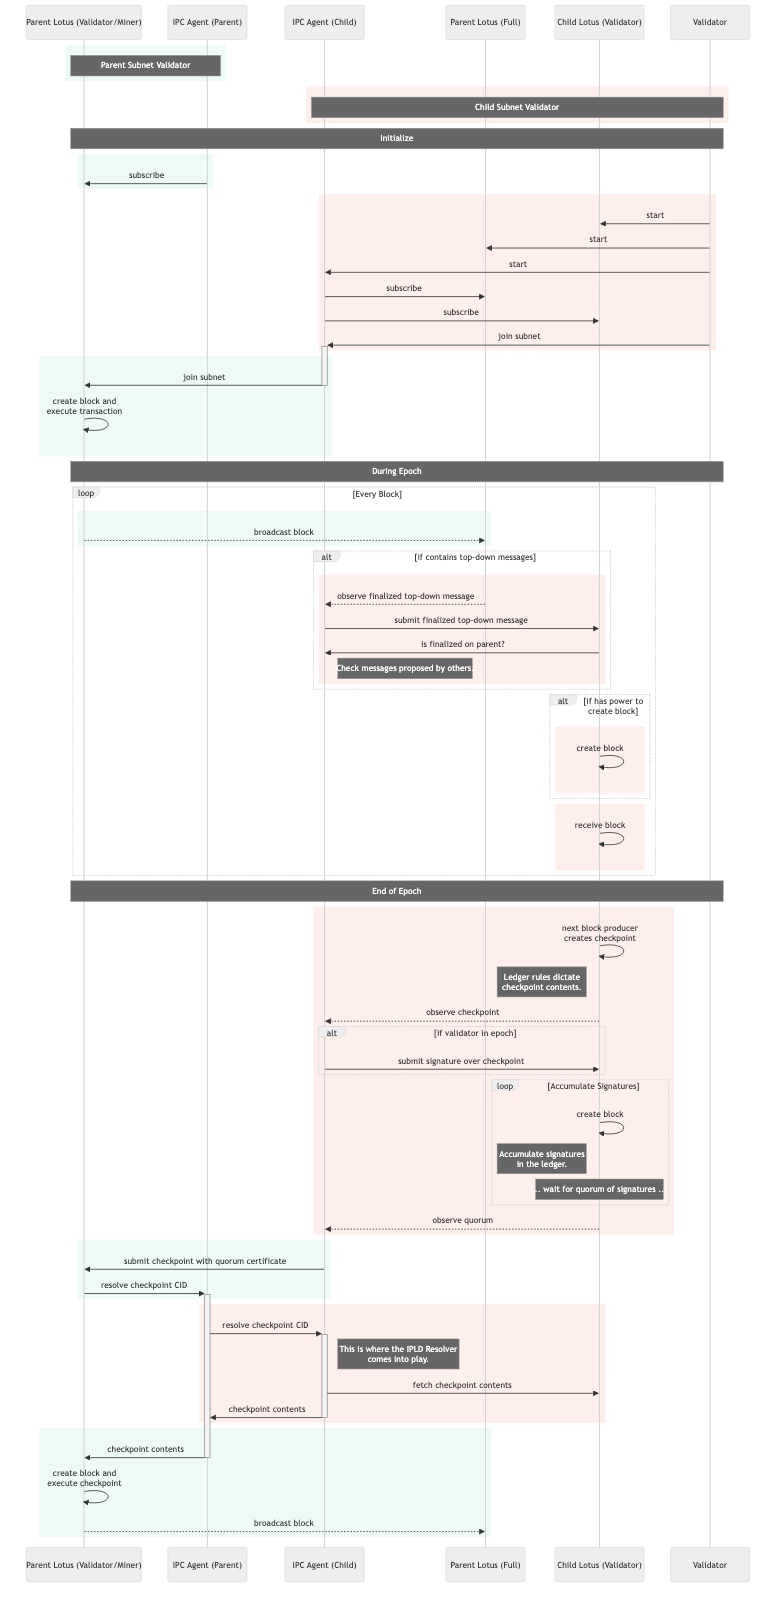 Parent Lotus (Validator/Miner)
IPC Agent (Parent)
IPC Agent (Child)
Parent Lotus (Full)
Child Lotus (Validator)
Validator
Parent Subnet Validator
Child Subnet Validator
Initialize
subscribe
start
start
start
subscribe
subscribe
join subnet
join subnet
create block and
execute transaction
During Epoch
loop
[Every Block]
broadcast block
alt
[if contains top-down messages]
observe finalized top-down message
submit finalized top-down message
is finalized on parent?
Check messages proposed by others.
alt
[if has power to
create block]
create block
receive block
End of Epoch
next block producer
creates checkpoint
Ledger rules dictate
checkpoint contents.
observe checkpoint
alt
[if validator in epoch]
submit signature over checkpoint
loop
[Accumulate Signatures]
create block
Accumulate signatures
in the ledger.
.. wait for quorum of signatures ..
observe quorum
submit checkpoint with quorum certificate
resolve checkpoint CID
resolve checkpoint CID
This is where the IPLD Resolver
comes into play.
fetch checkpoint contents
checkpoint contents
checkpoint contents
create block and
execute checkpoint
broadcast block
Parent Lotus (Validator/Miner)
IPC Agent (Parent)
IPC Agent (Child)
Parent Lotus (Full)
Child Lotus (Validator)
Validator